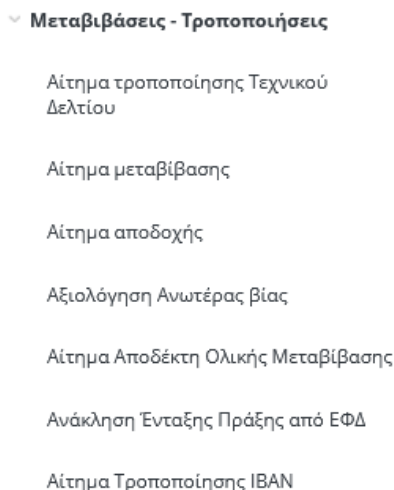 Μεταβιβάσεις - Τροποποιήσεις
Αίτημα τροποποίησης Τεχνικού
Δελτίου
Αίτημα μεταβίβασης
Αίτημα αποδοχής
Αξιολόγηση Ανωτέρας βίας
Αίτημα Αποδέκτη Ολικής Μεταβίβασης
Ανάκληση Ένταξης Πράξης από ΕΦΔ
Αίτημα Τροποποίησης IBAN